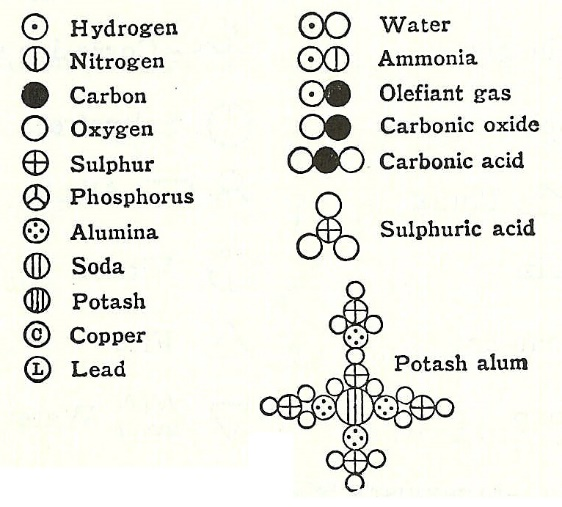 Hydrogen
Nitrogen
Carbon
Oxygen
Sulphur
Phosphorus
Alumina
Soda
Potash
C Copper
L Lead
Water
Ammonia
Olefiant gas
Carbonic oxide
Carbonic acid
Sulphuric acid
Potash alum